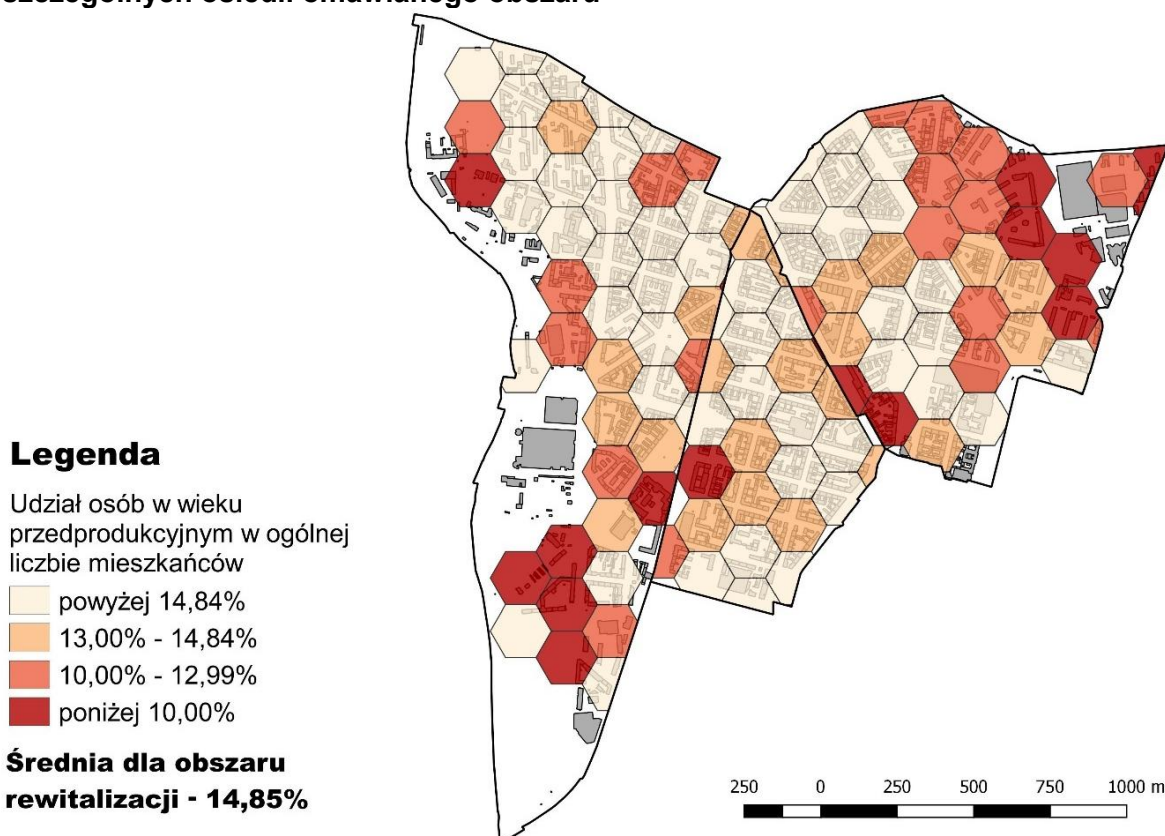 szczególnych osiedli omawianego obszaru
Legenda
Udział osób w wieku
przedprodukcyjnym w ogólnej
liczbie mieszkańców
powyżej 14,84%
13,00% - 14,84%
10,00% - 12,99%
poniżej 10,00%
Średnia dla obszaru
rewitalizacji - 14,85%
250 0 250 500 750 1000 m